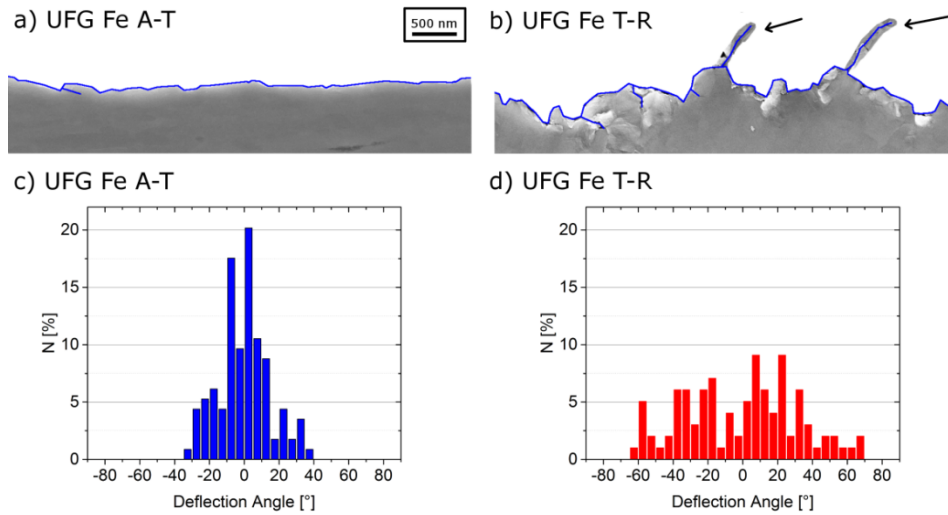 a) UFG Fe A-T
500 nm
b) UFG Fe T-R
c) UFG Fe A-T
d) UFG Fe T-R
20
15
10
5
0
N [%]
-80 -60 -40 -20 0 20 40 60 80
Deflection Angle [°]
20
15
10
5
0
N [%]
-80 -60 -40 -20 0 20 40 60 80
Deflection Angle [°]